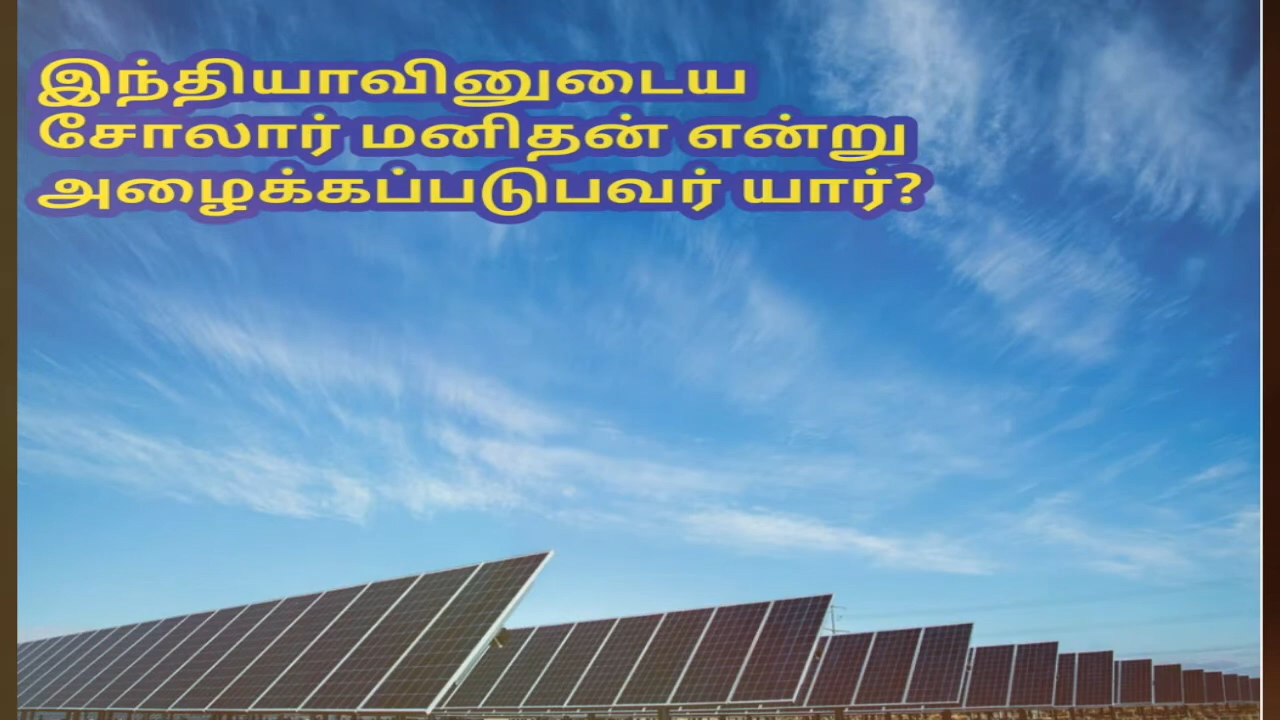 இந்தியாவினுடைய
சோலார் மனிதன் என்று
அழைக்கப்படுபவர் யார்?